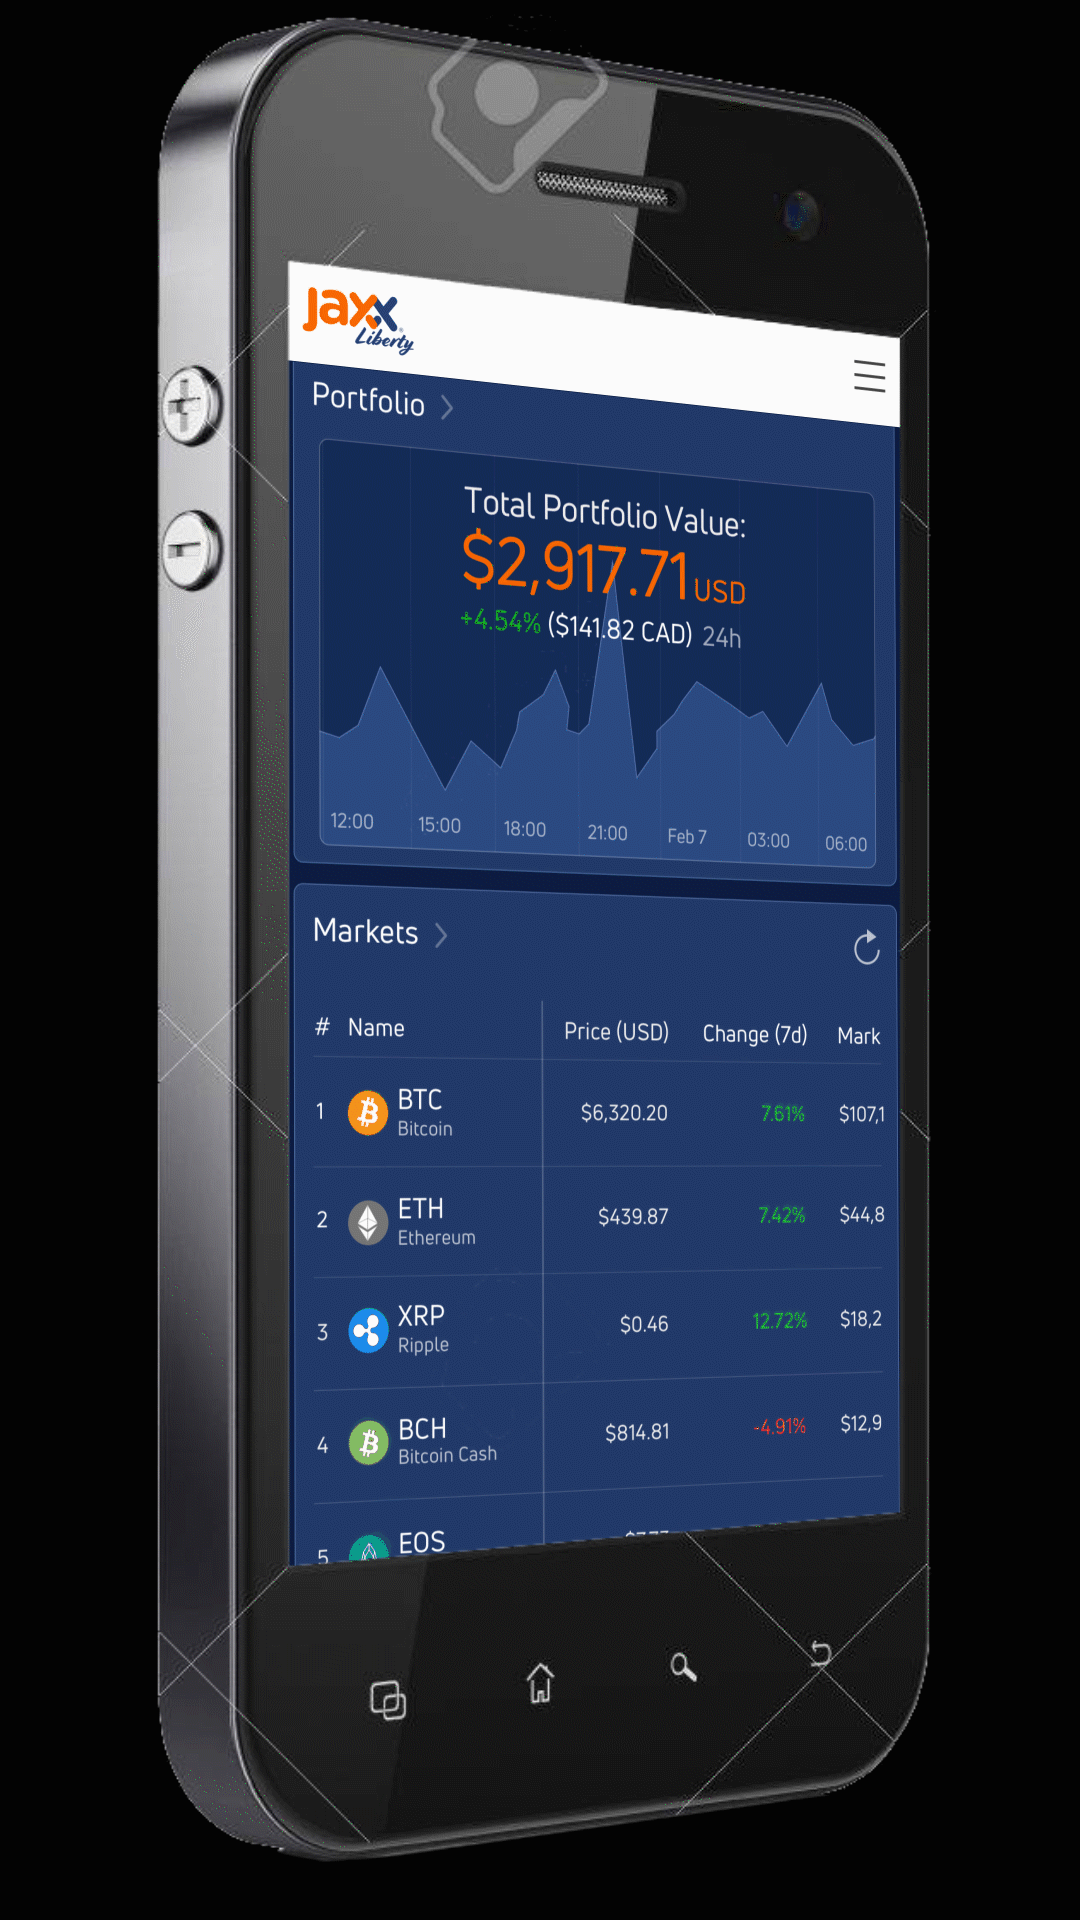 Jaxx
Liberty
Portfolio
Total Portfolio Value:
$2,917.71 USD
+4.54% ($141.82 CAD) 24h
12:00 15:00 18:00 21:00 Feb 7 03:00 06:00
Markets
# Name Price (USD) Change (7d) Mark
1 BTC $6,320.20 7.61% $107,1
Bitcoin
2 ETH $439.87 7.42% $44,8
Ethereum
3 XRP $0.46 12.72% $18,2
Ripple
4 BCH $814.81 -4.91% $12,9
Bitcoin Cash
5 EOS